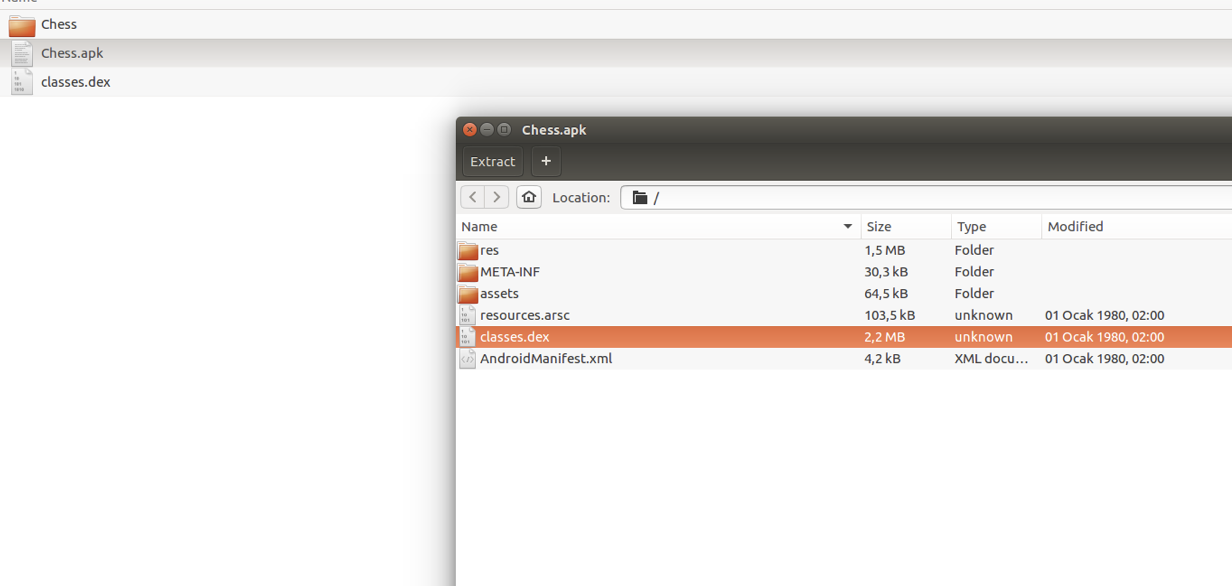 Name
Chess
Chess.apk
classes.dex
Chess.apk
Extract +
Location: /
Name Size Type Modified
res 1,5 MB Folder
META-INF 30,3 kB Folder
assets 64,5 kB Folder
resources.arsc 103,5 kB unknown 01 Ocak 1980, 02:00
classes.dex 2,2 MB unknown 01 Ocak 1980, 02:00
AndroidManifest.xml 4,2 kB XML docu… 01 Ocak 1980, 02:00